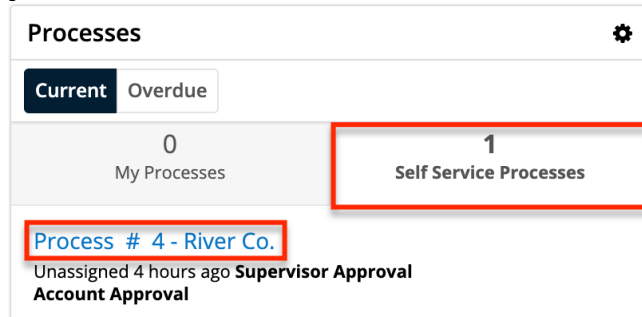 Processes
Current Overdue
0 1
My Processes Self Service Processes
Process # 4 - River Co.
Unassigned 4 hours ago Supervisor Approval
Account Approval